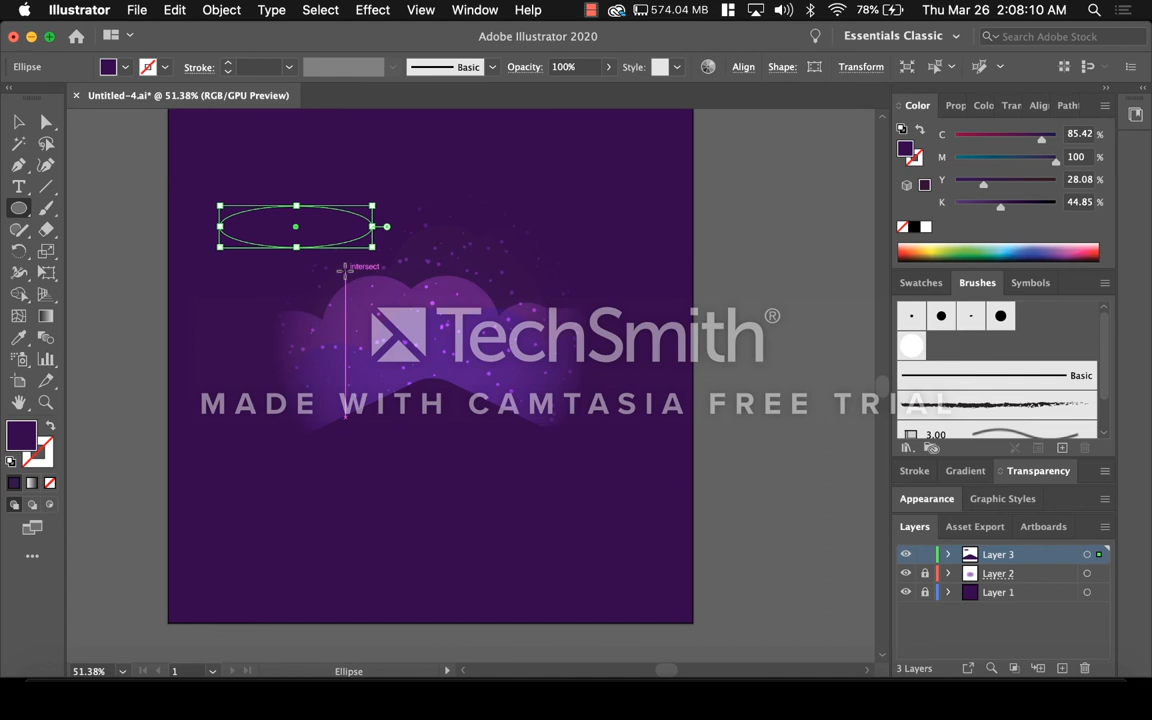 Illustrator File Edit Object Type Select Effect View Window Help 574.04 MB 78% Thu Mar 26 2:08:10 AM
Adobe Illustrator 2020 Essentials Classic Search Adobe Stock
Ellipse Stroke: Basic Opacity: 100% Style: Align Shape: Transform
× Untitled-4.ai* @ 51.38% (RGB/GPU Preview)
Color Prop Colo Tran Alig Path
C 85.42 %
M 100 %
Y 28.08 %
K 44.85 %
intersect
Swatches Brushes Symbols
TechSmith®
Basic
MADE WITH CAMTASIA FREE TRIAL
3.00
Stroke Gradient Transparency
Appearance Graphic Styles
Layers Asset Export Artboards
Layer 3
Layer 2
Layer 1
51.38% 1 Ellipse 3 Layers